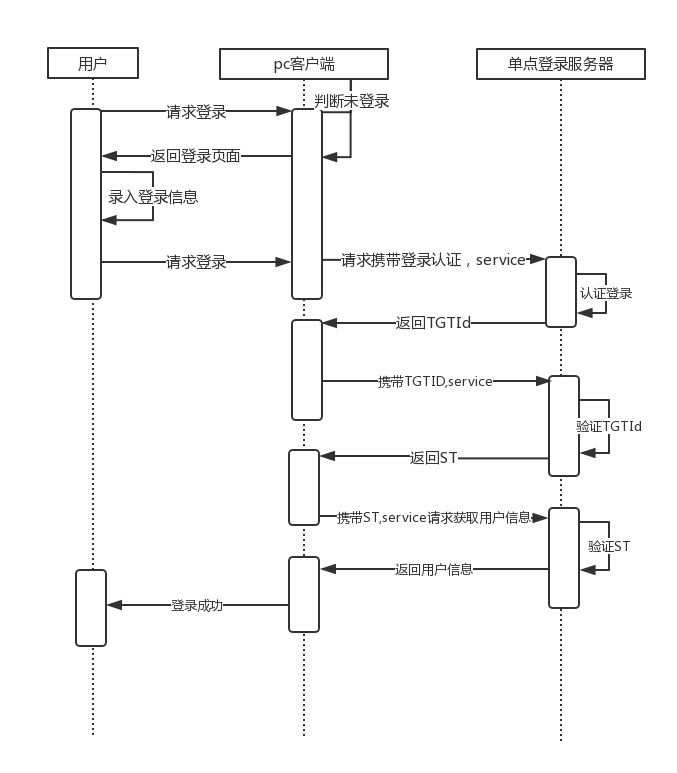 用户
pc客户端
单点登录服务器
判断未登录
请求登录
返回登录页面
录入登录信息
请求登录
请求携带登录认证，service
认证登录
返回TGTId
携带TGTID,service
验证TGTId
返回ST
携带ST,service请求获取用户信息
验证ST
返回用户信息
登录成功